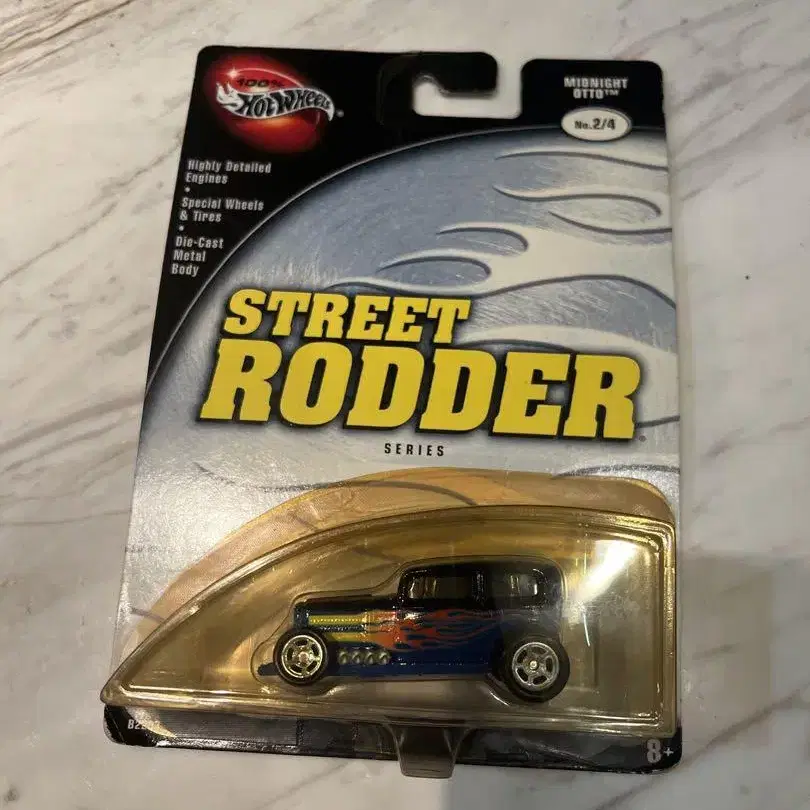 100%
HOT WHEELS®
MIDNIGHT
OTTO™
No.2/4
Highly Detailed
Engines
•
Special Wheels
& Tires
•
Die-Cast
Metal
Body
STREET
RODDER®
SERIES
8+